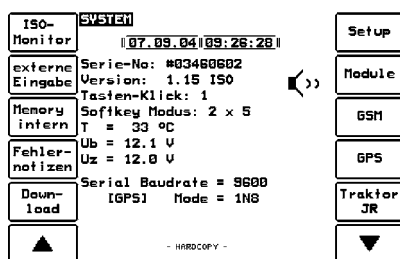 SYSTEM
07.09.04 09:26:28
Serie-No: #03460602
Version: 1.15 ISO
Tasten-Klick: 1
Softkey Modus: 2 x 5
T = 33 ºC
Ub = 12.1 V
Uz = 12.0 V
Serial Baudrate = 9600
[GPS] Mode = 1N8
- HARDCOPY -
ISO-
Monitor
externe
Eingabe
Memory
intern
Fehler-
notizen
Down-
load
Setup
Module
GSM
GPS
Traktor
JR